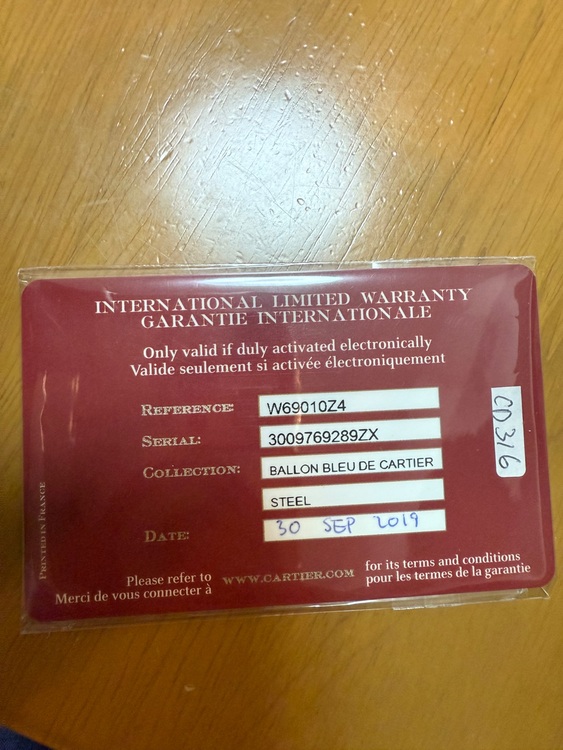 INTERNATIONAL LIMITED WARRANTY
GARANTIE INTERNATIONALE
Only valid if duly activated electronically
Valide seulement si activée électroniquement
REFERENCE: W69010Z4
SERIAL: 3009769289ZX
COLLECTION: BALLON BLEU DE CARTIER
STEEL
DATE: 30 SEP 2019
Please refer to
Merci de vous connecter à
WWW.CARTIER.COM
for its terms and conditions
pour les termes de la garantie
PRINTED IN FRANCE
CD316